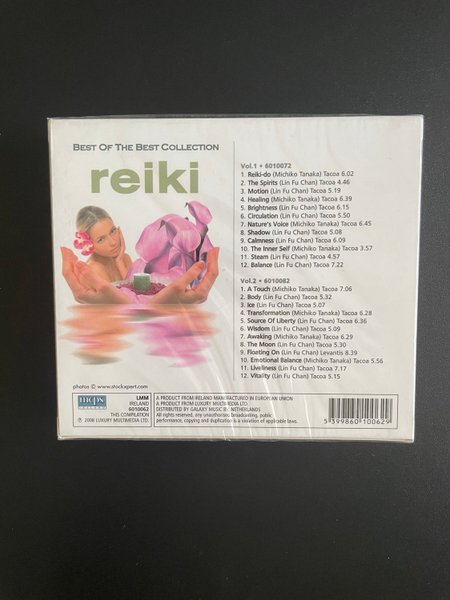 BEST OF THE BEST COLLECTION
reiki
Vol.1 • 6010072
1. Reiki-do (Michiko Tanaka) Tacoa 6.02
2. The Spirits (Lin Fu Chan) Tacoa 4.46
3. Motion (Michiko Tanaka) Tacoa 5.19
4. Healing (Michiko Tanaka) Tacoa 6.39
5. Brightness (Lin Fu Chan) Tacoa 6.15
6. Circulation (Lin Fu Chan) Tacoa 5.50
7. Nature's Voice (Michiko Tanaka) Tacoa 6.45
8. Shadow (Lin Fu Chan) Tacoa 5.08
9. Calmness (Lin Fu Chan) Tacoa 6.09
10. The Inner Self (Michiko Tanaka) Tacoa 3.57
11. Steam (Lin Fu Chan) Tacoa 4.57
12. Balance (Lin Fu Chan) Tacoa 7.22
Vol.2 • 6010082
1. A Touch (Michiko Tanaka) Tacoa 7.06
2. Body (Lin Fu Chan) Tacoa 5.32
3. Ice (Lin Fu Chan) Tacoa 5.07
4. Transformation (Michiko Tanaka) Tacoa 6.28
5. Source Of Liberty (Lin Fu Chan) Tacoa 6.36
6. Wisdom (Lin Fu Chan) Tacoa 5.09
7. Awaking (Lin Fu Chan) Tacoa 6.29
8. The Moon (Lin Fu Chan) Tacoa 5.30
9. Floating On (Lin Fu Chan) Levantis 8.39
10. Emotional Balance (Michiko Tanaka) Tacoa 5.56
11. Liveliness (Lin Fu Chan) Tacoa 7.17
12. Vitality (Lin Fu Chan) Tacoa 5.15
photos © www.stockxpert.com
mcps
LMM
IRELAND
6010062
THIS COMPILATION
℗ 2008 LUXURY MULTIMEDIA LTD.
A PRODUCT FROM IRELAND MANUFACTURED IN EUROPEAN UNION
A PRODUCT FROM LUXURY MULTIMEDIA LTD.
DISTRIBUTED BY GALAXY MUSIC BV NETHERLANDS
All rights reserved, any unauthorised broadcasting, public
performance, copying and duplication is a violation of applicable laws.
5 399860 100629